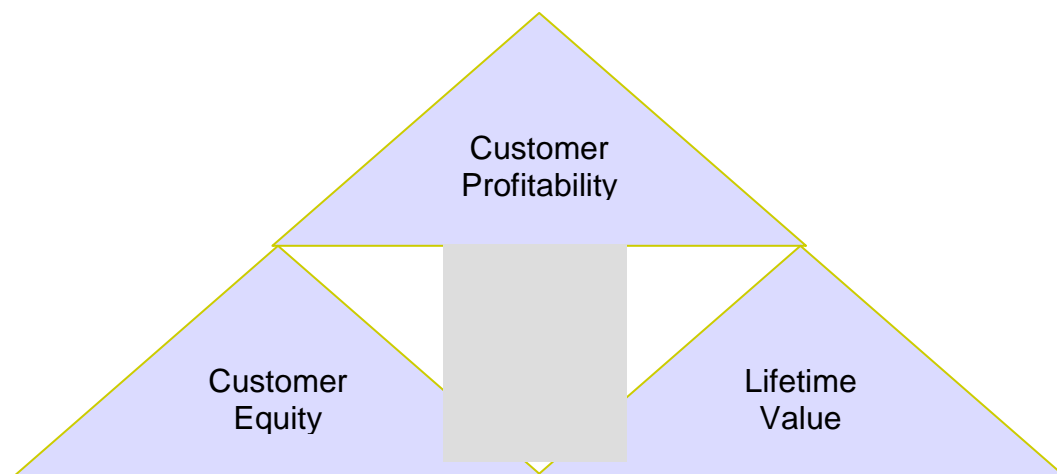 Customer
Profitability
Customer
Equity
Lifetime
Value